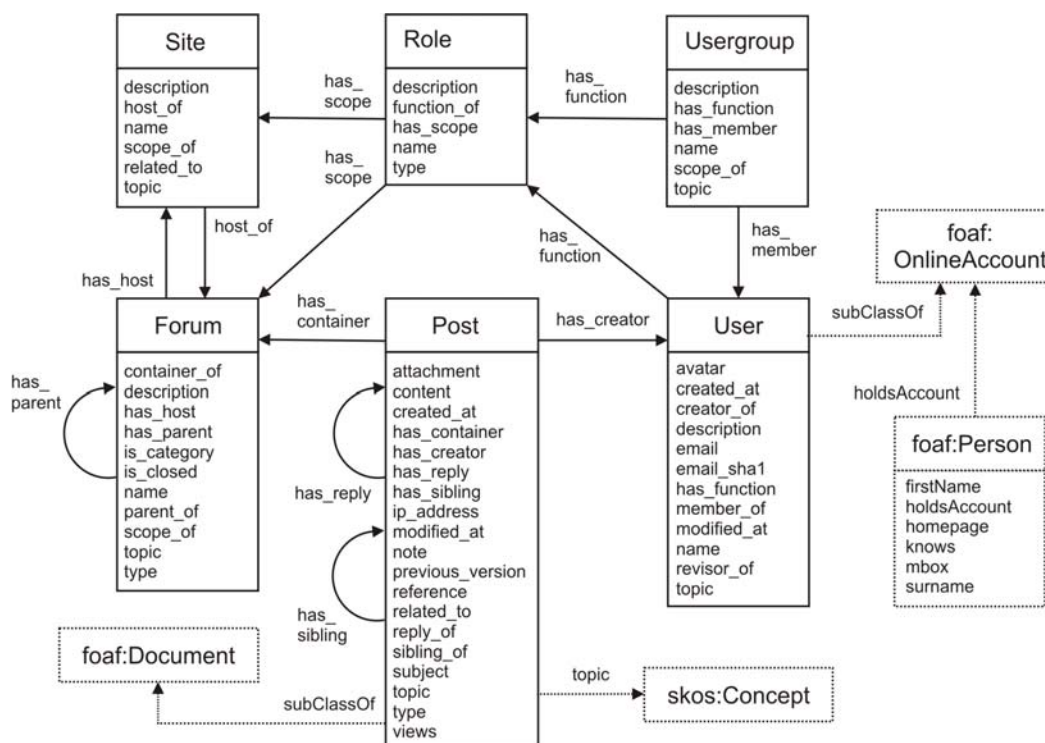 Site
description
host_of
name
scope_of
related_to
topic
has_
scope
has_
scope
Role
description
function_of
has_scope
name
type
has_
function
Usergroup
description
has_function
has_member
name
scope_of
topic
host_of
has_host
has_
function
has_
member
foaf:
OnlineAccount
Forum
container_of
description
has_host
has_parent
is_category
is_closed
name
parent_of
scope_of
topic
type
has_
parent
has_
container
Post
attachment
content
created_at
has_container
has_creator
has_reply
has_sibling
ip_address
modified_at
note
previous_version
reference
related_to
reply_of
sibling_of
subject
topic
type
views
has_reply
has_
sibling
has_creator
User
avatar
created_at
creator_of
description
email
email_sha1
has_function
member_of
modified_at
name
revisor_of
topic
subClassOf
holdsAccount
foaf:Person
firstName
holdsAccount
homepage
knows
mbox
surname
foaf:Document
subClassOf
topic
skos:Concept